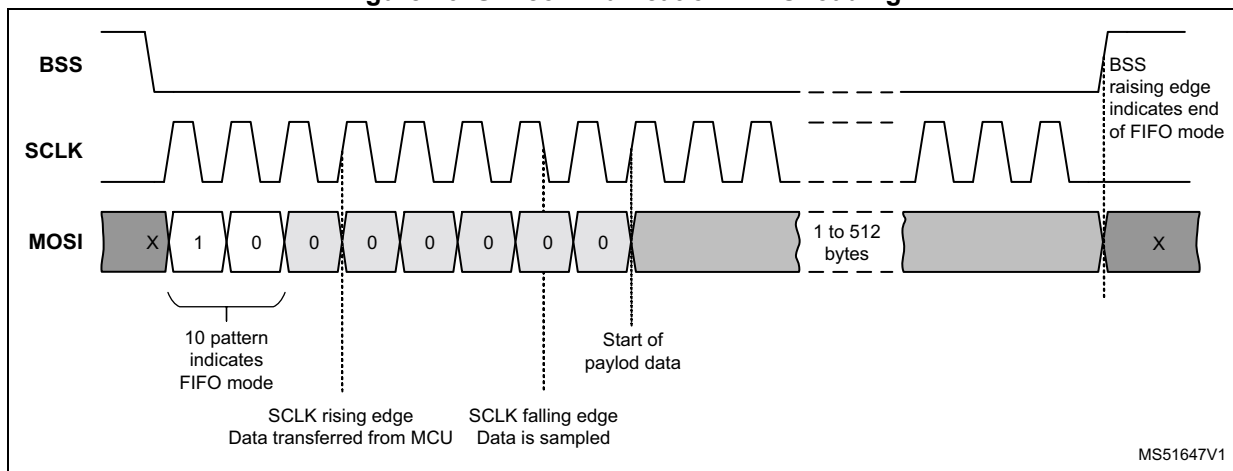 BSS
BSS
raising edge
indicates end
of FIFO mode
SCLK
MOSI
X 1 0 0 0 0 0 0 0 1 to 512 X
bytes
10 pattern
indicates
FIFO mode
Start of
paylod data
SCLK rising edge
Data transferred from MCU
SCLK falling edge
Data is sampled
MS51647V1